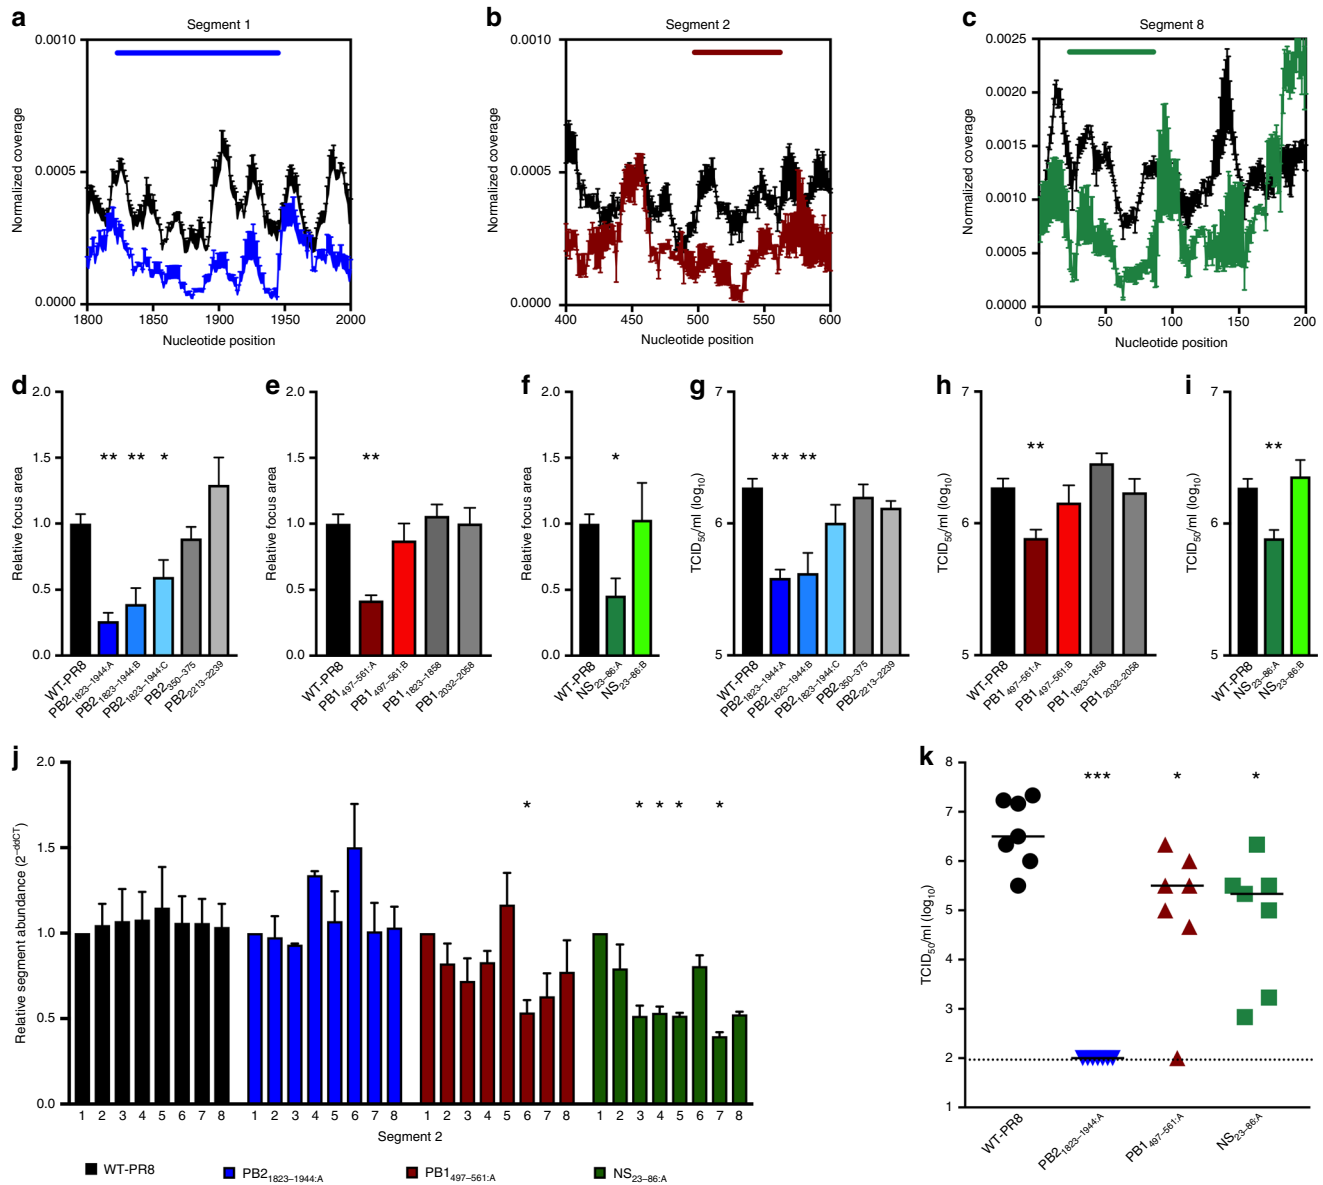 a
Segment 1
0.0010
0.0005
0.0000
Normalized coverage
1800 1850 1900 1950 2000
Nucleotide position
b
Segment 2
0.0010
0.0005
0.0000
Normalized coverage
400 450 500 550 600
Nucleotide position
c
Segment 8
0.0025
0.0020
0.0015
0.0010
0.0005
0.0000
Normalized coverage
0 50 100 150 200
Nucleotide position
d
2.0
1.5
1.0
0.5
0.0
Relative focus area
** ** *
WT-PR8
PB2 1823–1944:A
PB2 1823–1944:B
PB2 1823–1944:C
PB2 350–375
PB2 2213–2239
e
2.0
1.5
1.0
0.5
0.0
Relative focus area
**
WT-PR8
PB1 497–561:A
PB1 497–561:B
PB1 1823–1858
PB1 2032–2058
f
2.0
1.5
1.0
0.5
0.0
Relative focus area
*
WT-PR8
NS 23–86:A
NS 23–86:B
g
7
6
5
TCID50/ml (log10)
** **
WT-PR8
PB2 1823–1944:A
PB2 1823–1944:B
PB2 1823–1944:C
PB2 350–375
PB2 2213–2239
h
7
6
5
TCID50/ml (log10)
**
WT-PR8
PB1 497–561:A
PB1 497–561:B
PB1 1823–1858
PB1 2032–2058
i
7
6
5
TCID50/ml (log10)
**
WT-PR8
NS 23–86:A
NS 23–86:B
j
2.0
1.5
1.0
0.5
0.0
Relative segment abundance (2–ddCT)
* * * * *
1 2 3 4 5 6 7 8 1 2 3 4 5 6 7 8 1 2 3 4 5 6 7 8 1 2 3 4 5 6 7 8
Segment 2
WT-PR8
PB2 1823–1944:A
PB1 497–561:A
NS 23–86:A
k
8
7
6
5
4
3
2
1
TCID50/ml (log10)
*** * *
WT-PR8
PB2 1823–1944:A
PB1 497–561:A
NS 23–86:A